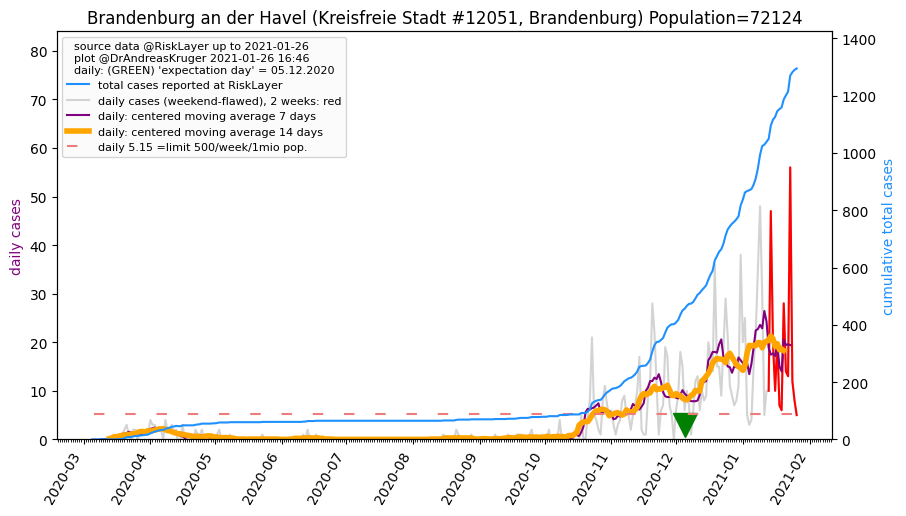 Brandenburg an der Havel (Kreisfreie Stadt #12051, Brandenburg) Population=72124
source data @RiskLayer up to 2021-01-26
plot @DrAndreasKruger 2021-01-26 16:46
daily: (GREEN) 'expectation day' = 05.12.2020
total cases reported at RiskLayer
daily cases (weekend-flawed), 2 weeks: red
daily: centered moving average 7 days
daily: centered moving average 14 days
daily 5.15 =limit 500/week/1mio pop.
daily cases
80
70
60
50
40
30
20
10
0
cumulative total cases
1400
1200
1000
800
600
400
200
0
2020-03
2020-04
2020-05
2020-06
2020-07
2020-08
2020-09
2020-10
2020-11
2020-12
2021-01
2021-02